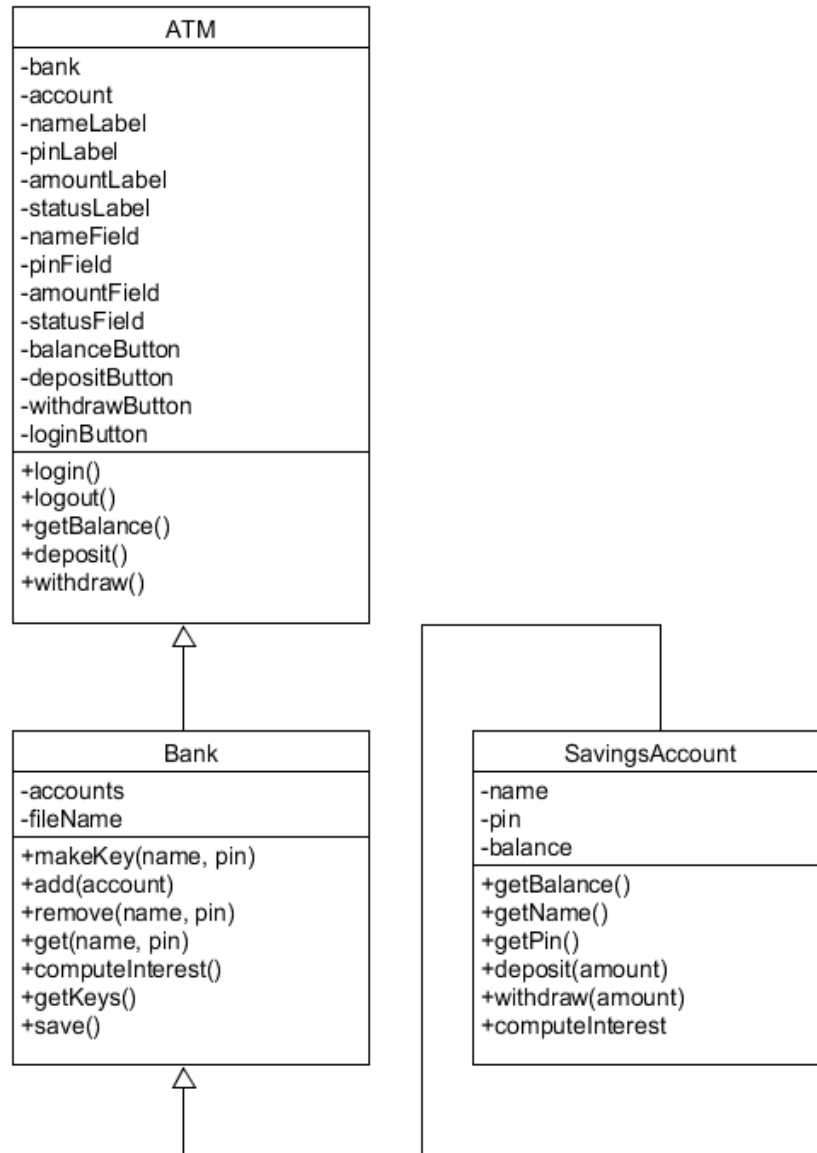 ATM
-bank
-account
-nameLabel
-pinLabel
-amountLabel
-statusLabel
-nameField
-pinField
-amountField
-statusField
-balanceButton
-depositButton
-withdrawButton
-loginButton
+login()
+logout()
+getBalance()
+deposit()
+withdraw()
Bank
-accounts
-fileName
+makeKey(name, pin)
+add(account)
+remove(name, pin)
+get(name, pin)
+computeInterest()
+getKeys()
+save()
SavingsAccount
-name
-pin
-balance
+getBalance()
+getName()
+getPin()
+deposit(amount)
+withdraw(amount)
+computeInterest